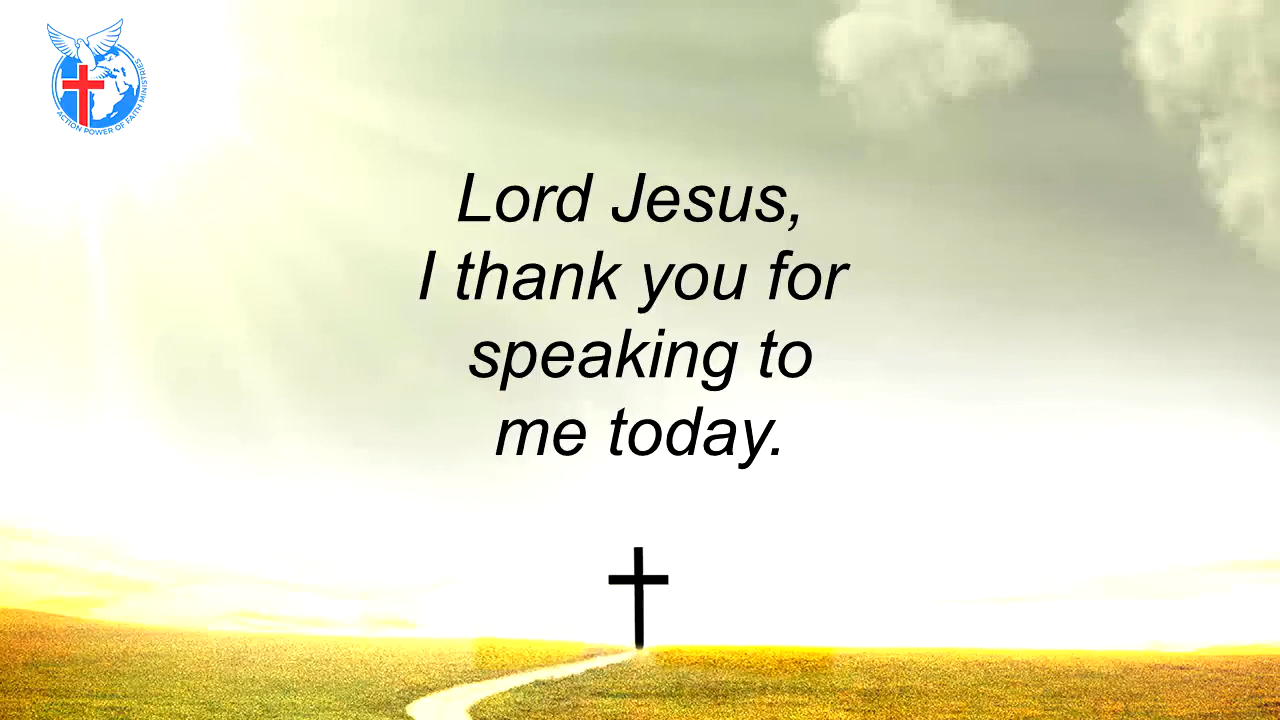 ACTION POWER OF FAITH MINISTRIES
Lord Jesus,
I thank you for
speaking to
me today.